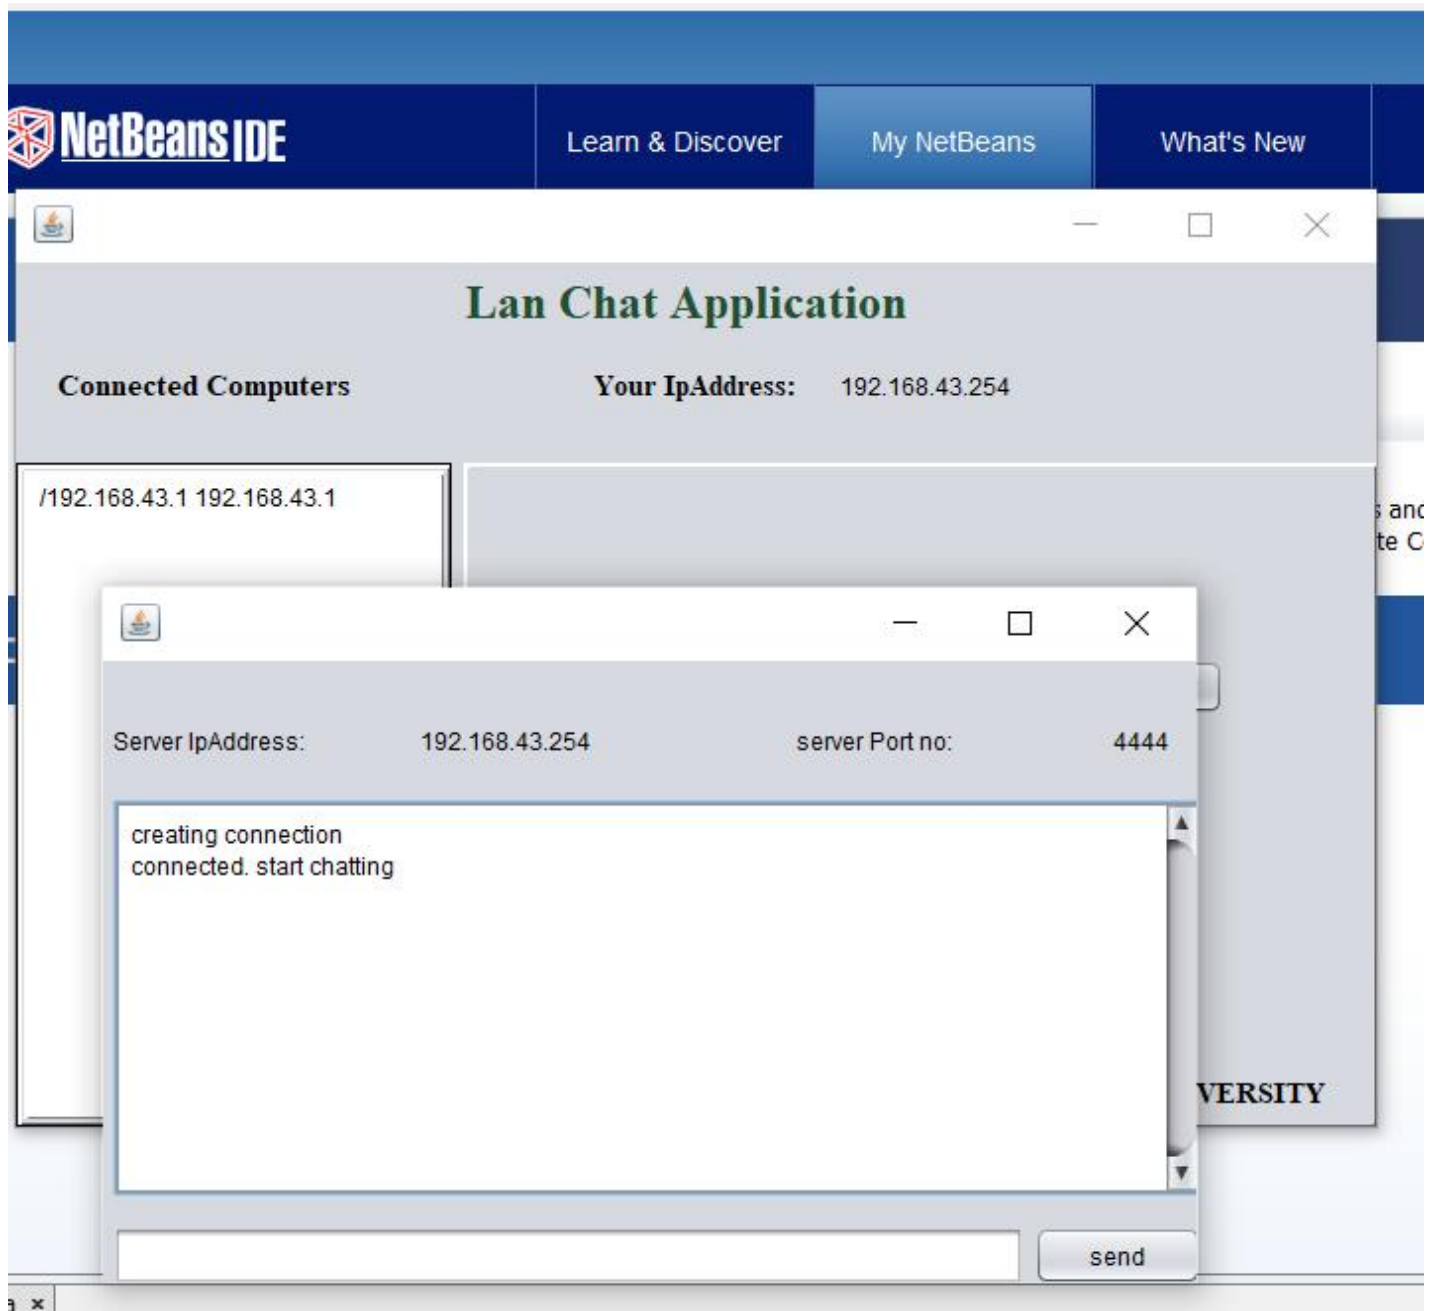 NetBeans IDE
Learn & Discover
My NetBeans
What's New
Lan Chat Application
Connected Computers
Your IpAddress: 192.168.43.254
/192.168.43.1 192.168.43.1
Server IpAddress: 192.168.43.254 server Port no: 4444
creating connection
connected. start chatting
VERSITY
send